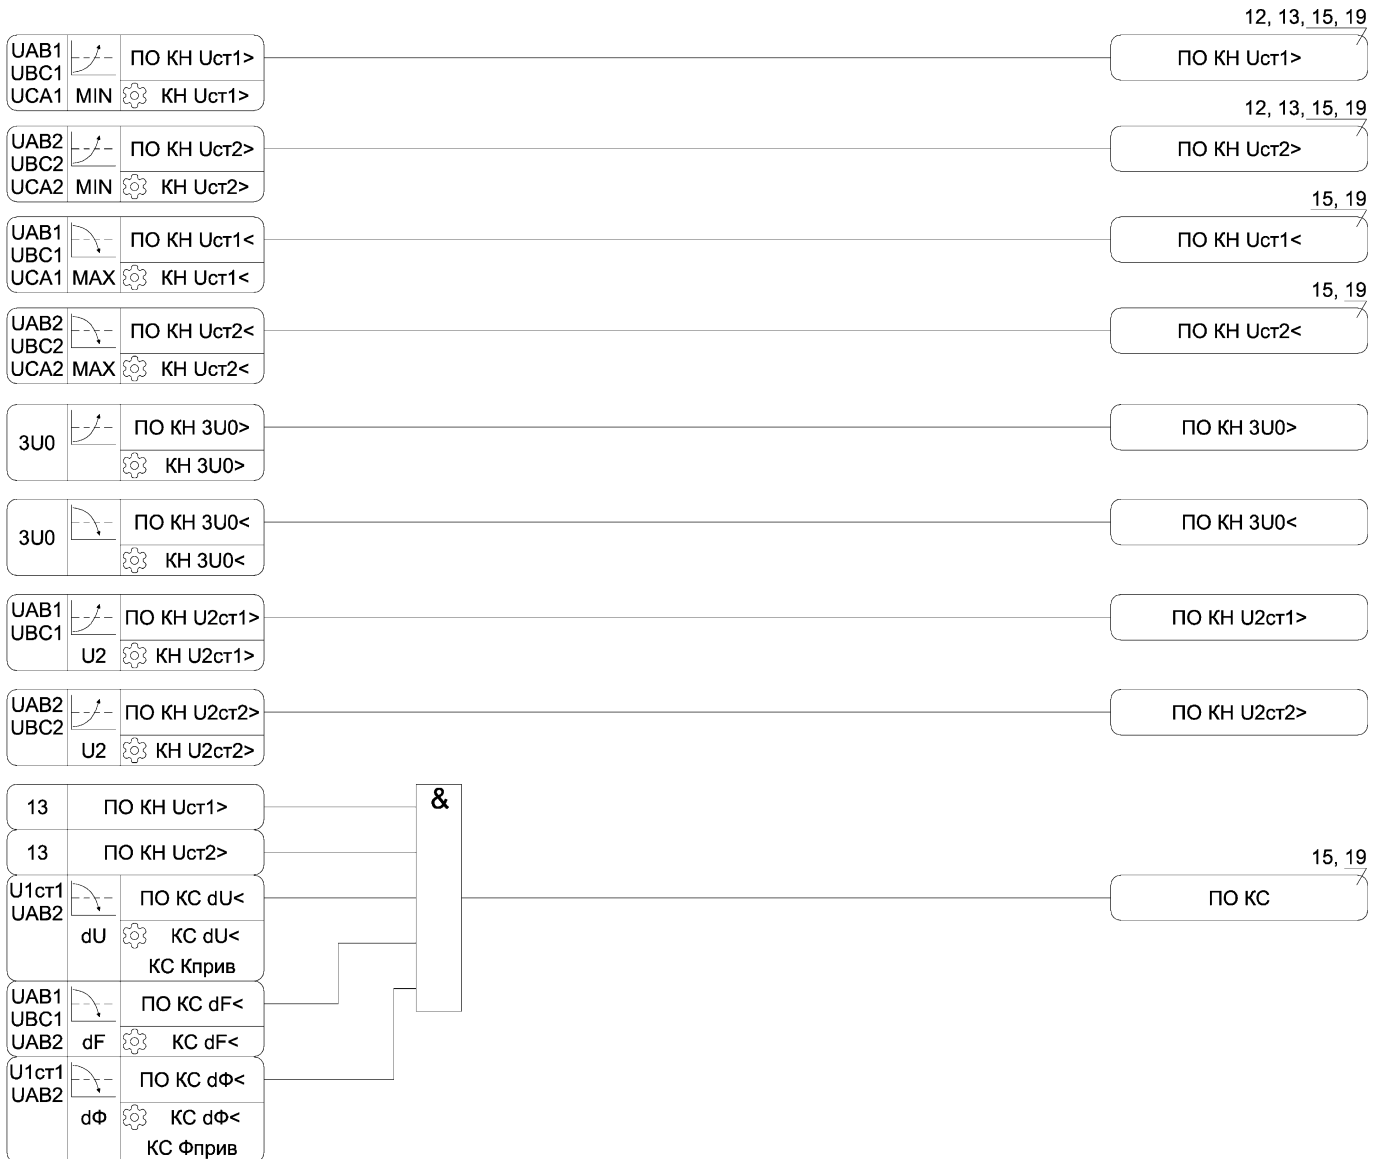 12, 13, 15, 19
UAB1
UBC1
UCA1
MIN
ПО КН Uст1>
КН Uст1>
ПО КН Uст1>
12, 13, 15, 19
UAB2
UBC2
UCA2
MIN
ПО КН Uст2>
КН Uст2>
ПО КН Uст2>
15, 19
UAB1
UBC1
UCA1
MAX
ПО КН Uст1<
КН Uст1<
ПО КН Uст1<
15, 19
UAB2
UBC2
UCA2
MAX
ПО КН Uст2<
КН Uст2<
ПО КН Uст2<
3U0
ПО КН 3U0>
КН 3U0>
ПО КН 3U0>
3U0
ПО КН 3U0<
КН 3U0<
ПО КН 3U0<
UAB1
UBC1
U2
ПО КН U2ст1>
КН U2ст1>
ПО КН U2ст1>
UAB2
UBC2
U2
ПО КН U2ст2>
КН U2ст2>
ПО КН U2ст2>
13
ПО КН Uст1>
&
13
ПО КН Uст2>
15, 19
U1ст1
UAB2
dU
ПО КС dU<
КС dU<
КС Kприв
ПО КС
UAB1
UBC1
UAB2
dF
ПО КС dF<
КС dF<
U1ст1
UAB2
dФ
ПО КС dФ<
КС dФ<
КС Фприв